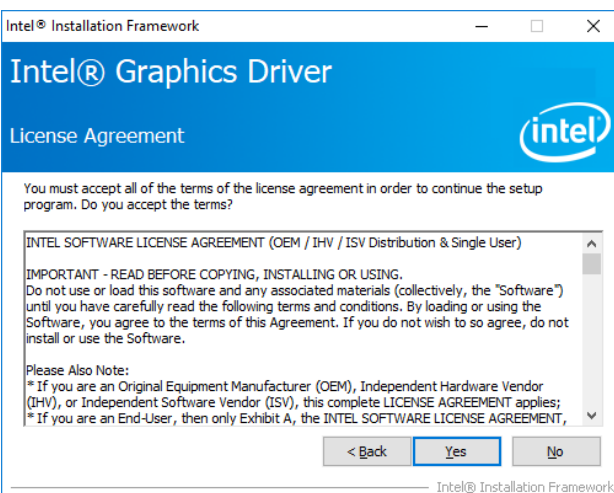 Intel® Installation Framework
Intel® Graphics Driver
License Agreement
intel
You must accept all of the terms of the license agreement in order to continue the setup
program. Do you accept the terms?
INTEL SOFTWARE LICENSE AGREEMENT (OEM / IHV / ISV Distribution & Single User)
IMPORTANT - READ BEFORE COPYING, INSTALLING OR USING.
Do not use or load this software and any associated materials (collectively, the "Software")
until you have carefully read the following terms and conditions. By loading or using the
Software, you agree to the terms of this Agreement. If you do not wish to so agree, do not
install or use the Software.
Please Also Note:
* If you are an Original Equipment Manufacturer (OEM), Independent Hardware Vendor
(IHV), or Independent Software Vendor (ISV), this complete LICENSE AGREEMENT applies;
* If you are an End-User, then only Exhibit A, the INTEL SOFTWARE LICENSE AGREEMENT,
< Back Yes No
Intel® Installation Framework